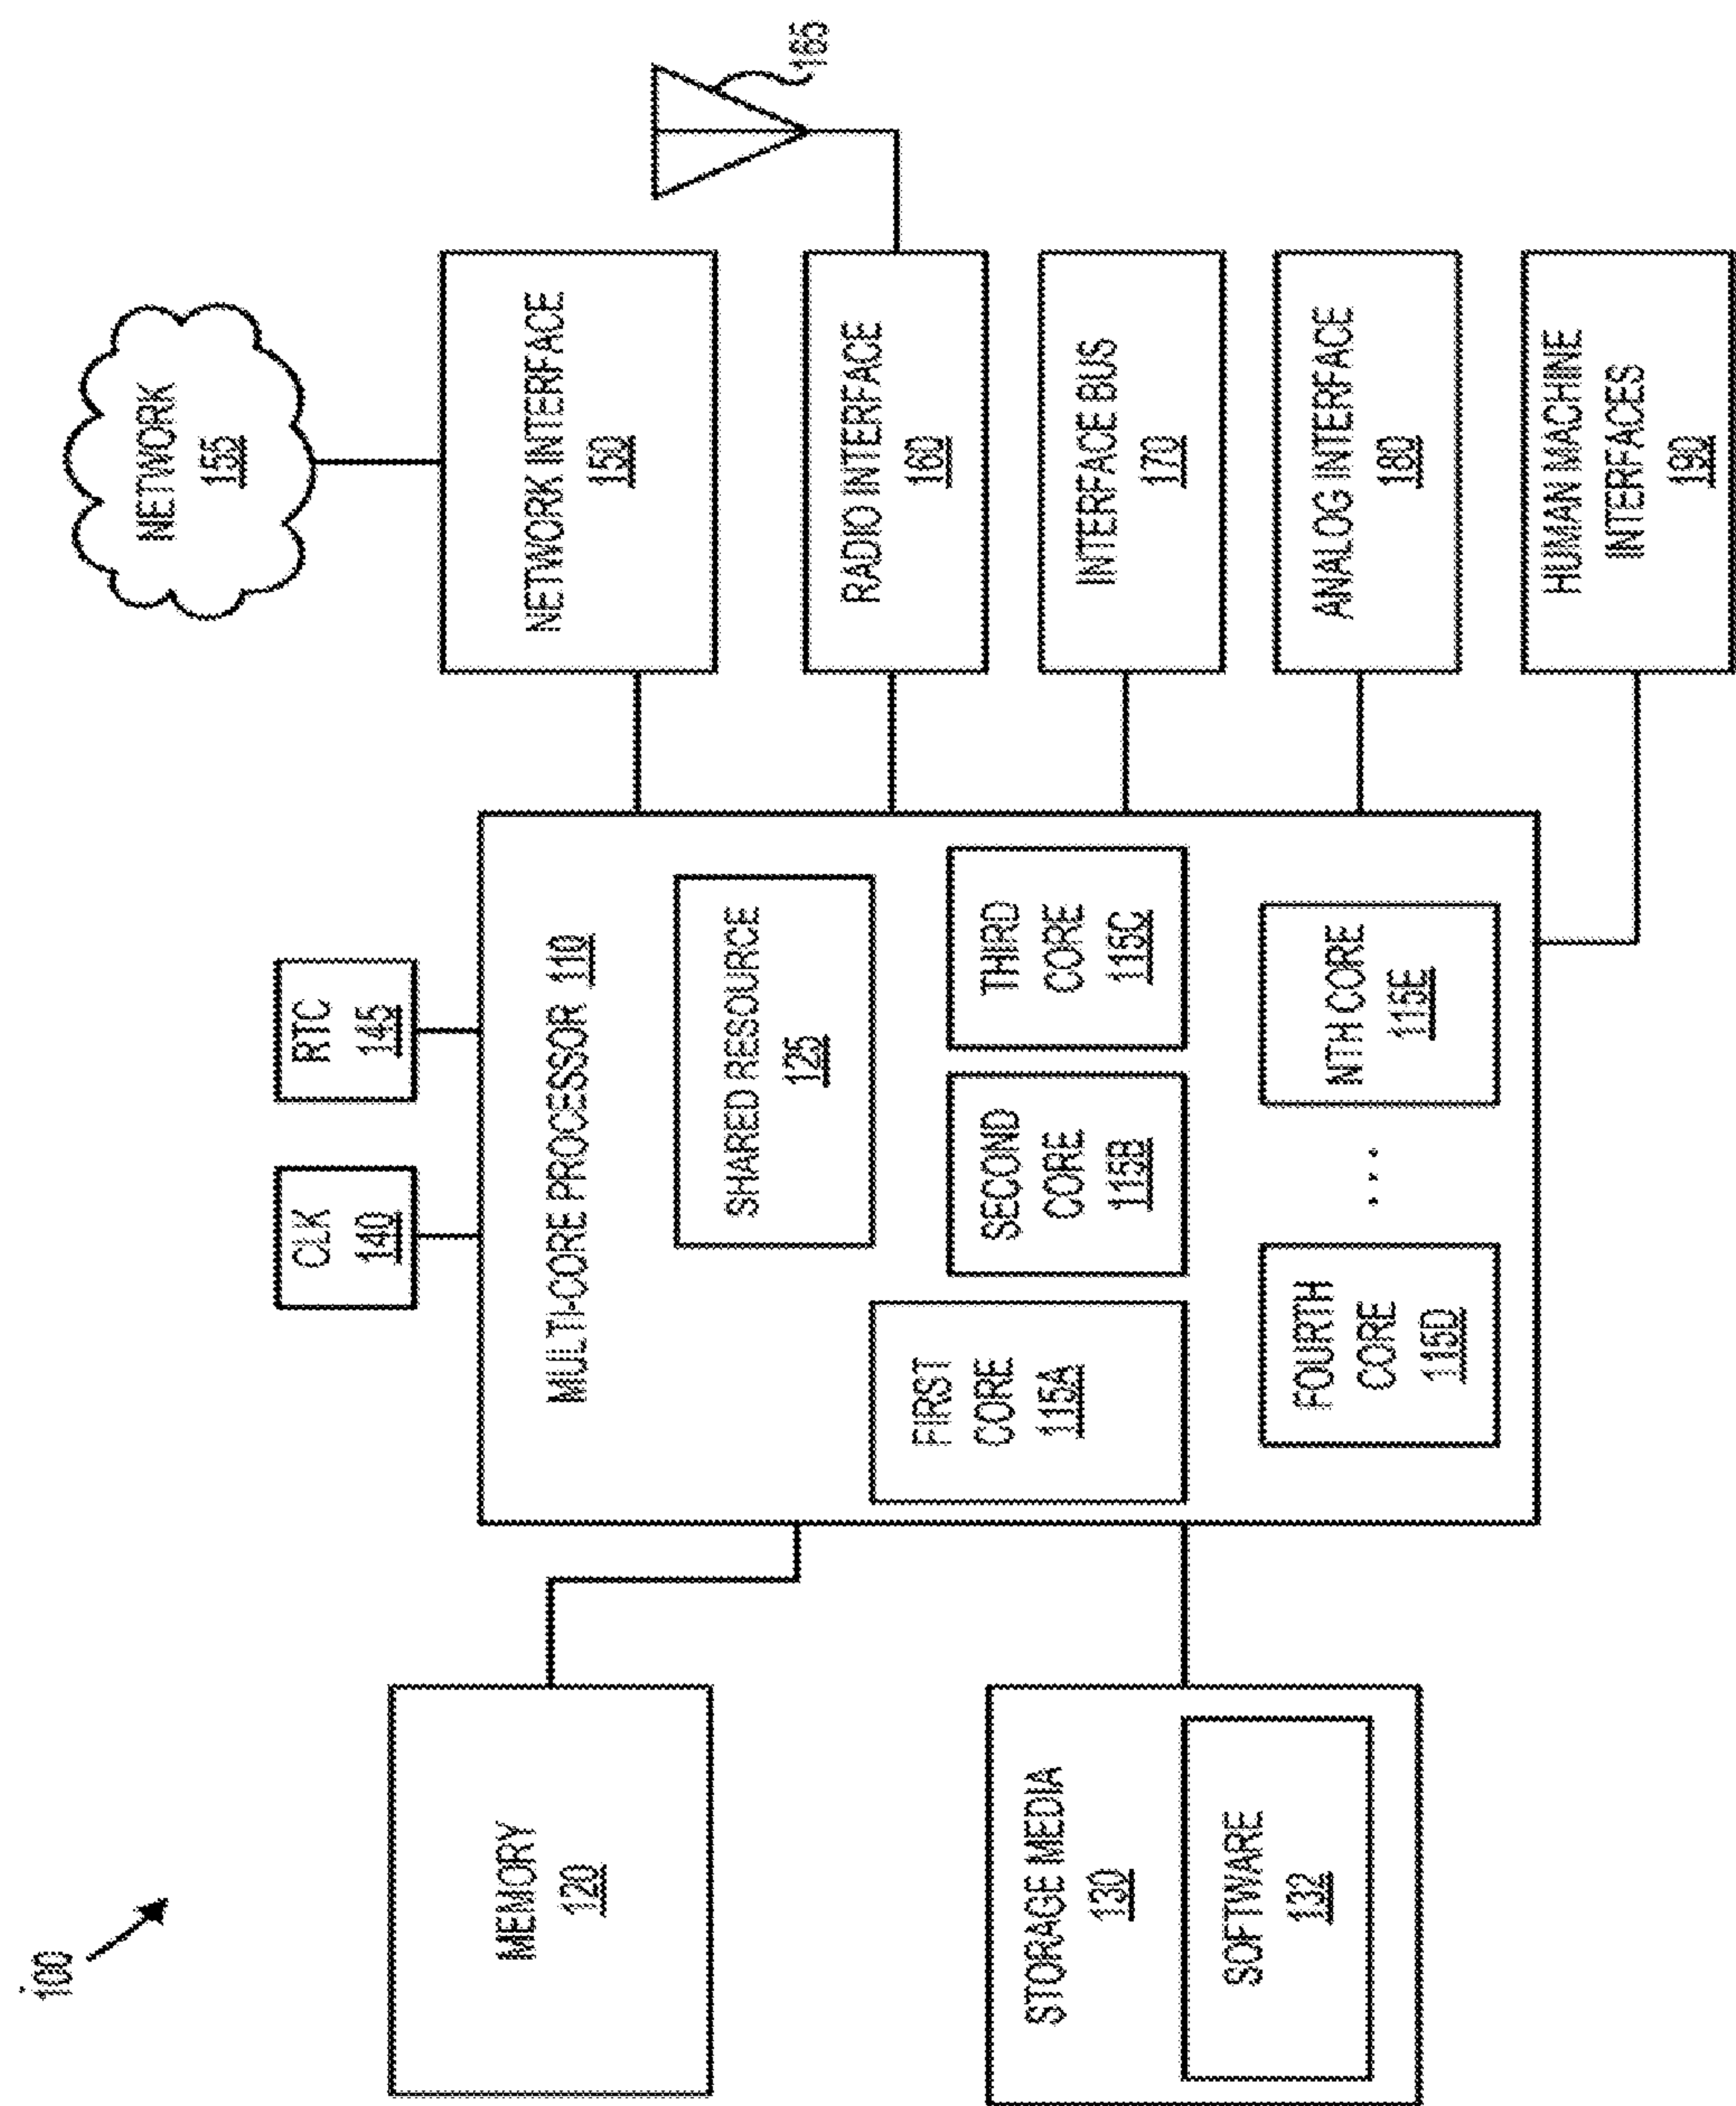 100
NETWORK
155
RTC
145
CLK
140
MEMORY
120
MULTI-CORE PROCESSOR 110
SHARED RESOURCE
125
FIRST
CORE
115A
SECOND
CORE
115B
THIRD
CORE
115C
FOURTH
CORE
115D
...
NTH CORE
115E
STORAGE MEDIA
130
SOFTWARE
132
NETWORK INTERFACE
150
165
RADIO INTERFACE
160
INTERFACE BUS
170
ANALOG INTERFACE
180
HUMAN MACHINE
INTERFACES
190